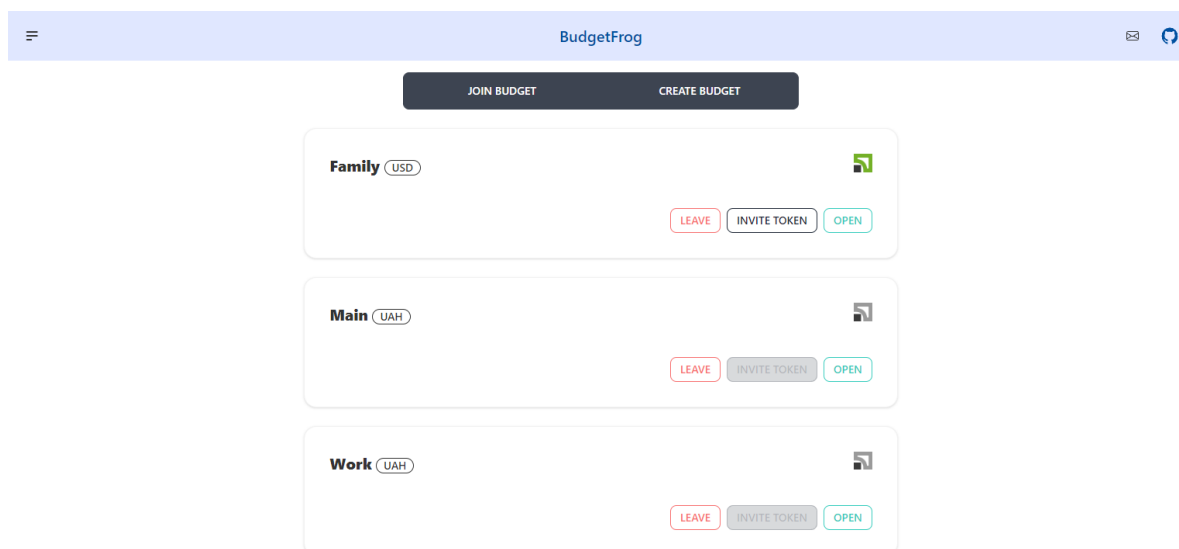 BudgetFrog
JOIN BUDGET CREATE BUDGET
Family USD
LEAVE INVITE TOKEN OPEN
Main UAH
LEAVE INVITE TOKEN OPEN
Work UAH
LEAVE INVITE TOKEN OPEN